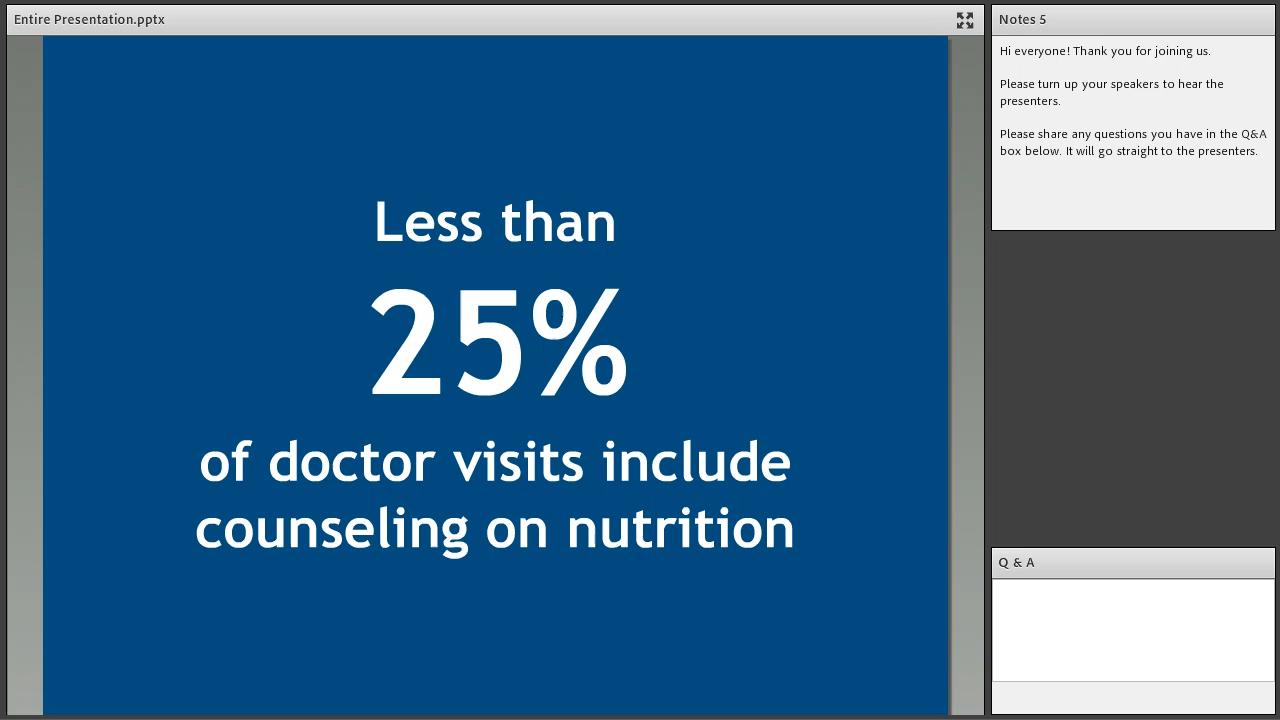 Entire Presentation.pptx
Less than
25%
of doctor visits include
counseling on nutrition
Notes 5
Hi everyone! Thank you for joining us.
Please turn up your speakers to hear the
presenters.
Please share any questions you have in the Q&A
box below. It will go straight to the presenters.
Q & A